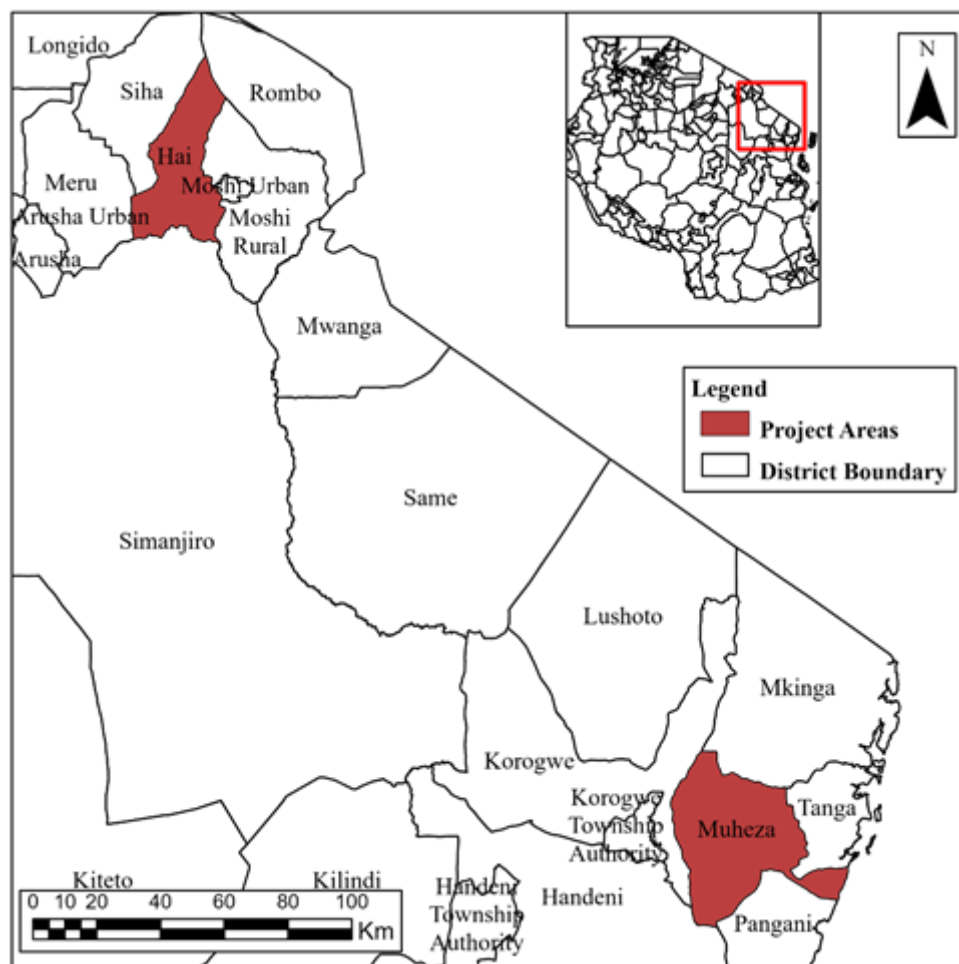 Longido
Siha
Rombo
N
Hai
Meru
Moshi Urban
Arusha Urban
Moshi
Rural
Arusha
Mwanga
Legend
Project Areas
District Boundary
Same
Simanjiro
Lushoto
Mkinga
Korogwe
Korogwe
Township
Authority
Tanga
Muheza
Kiteto
Kilindi
Handeni
Township
Authority
Handeni
Pangani
0 10 20 40 60 80 100
Km